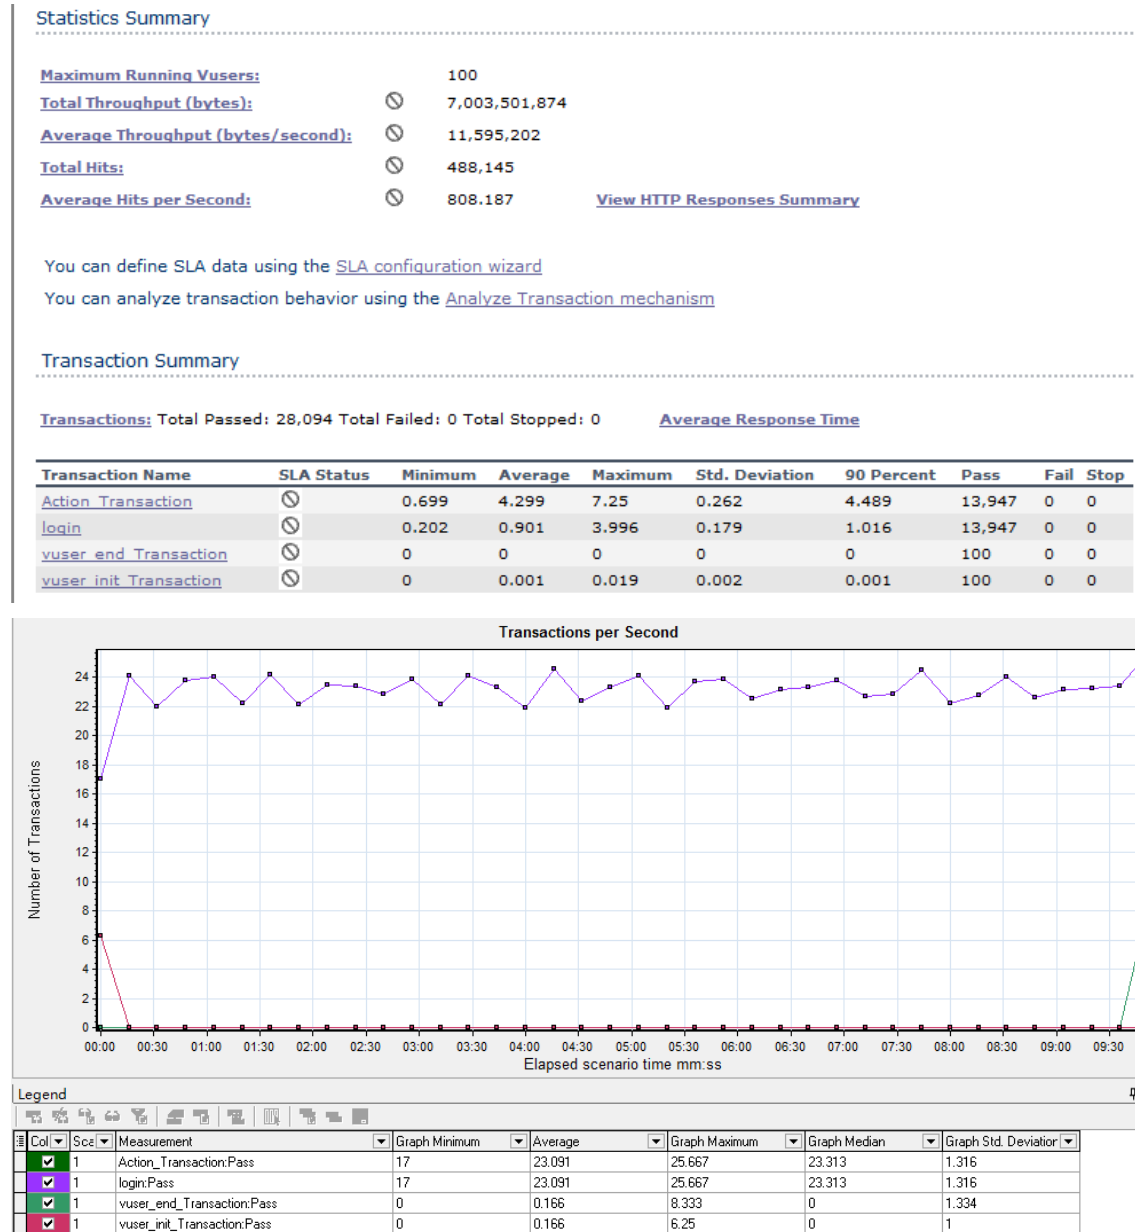 Statistics Summary
Maximum Running Vusers: 100
Total Throughput (bytes): 7,003,501,874
Average Throughput (bytes/second): 11,595,202
Total Hits: 488,145
Average Hits per Second: 808.187 View HTTP Responses Summary
You can define SLA data using the SLA configuration wizard
You can analyze transaction behavior using the Analyze Transaction mechanism
Transaction Summary
Transactions: Total Passed: 28,094 Total Failed: 0 Total Stopped: 0 Average Response Time
Transaction Name SLA Status Minimum Average Maximum Std. Deviation 90 Percent Pass Fail Stop
Action_Transaction 0.699 4.299 7.25 0.262 4.489 13,947 0 0
login 0.202 0.901 3.996 0.179 1.016 13,947 0 0
vuser_end_Transaction 0 0 0 0 0 100 0 0
vuser_init_Transaction 0 0.001 0.019 0.002 0.001 100 0 0
Transactions per Second
Number of Transactions
24
22
20
18
16
14
12
10
8
6
4
2
0
00:00 00:30 01:00 01:30 02:00 02:30 03:00 03:30 04:00 04:30 05:00 05:30 06:00 06:30 07:00 07:30 08:00 08:30 09:00 09:30
Elapsed scenario time mm:ss
Legend
Col Sca Measurement Graph Minimum Average Graph Maximum Graph Median Graph Std. Deviation
1 Action_Transaction:Pass 17 23.091 25.667 23.313 1.316
1 login:Pass 17 23.091 25.667 23.313 1.316
1 vuser_end_Transaction:Pass 0 0.166 8.333 0 1.334
1 vuser_init_Transaction:Pass 0 0.166 6.25 0 1